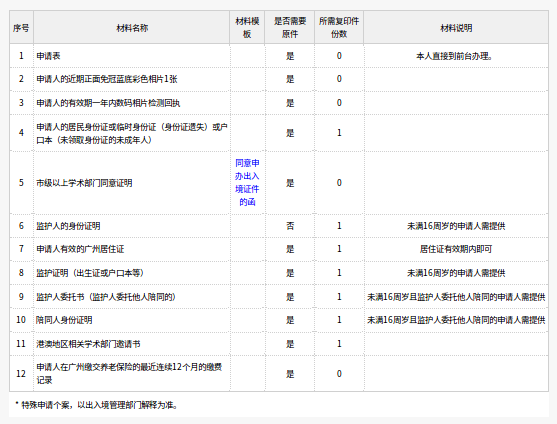 序号 材料名称 材料模板 是否需要原件 所需复印件份数 材料说明
1 申请表 是 0 本人直接到前台办理。
2 申请人的近期正面免冠蓝底彩色相片1张 是 0
3 申请人的有效期一年内数码相片检测回执 是 0
4 申请人的居民身份证或临时身份证（身份证遗失）或户
口本（未领取身份证的未成年人） 是 1
5 市级以上学术部门同意证明 同意申
办出入
境证件
的函 是 0
6 监护人的身份证明 否 1 未满16周岁的申请人需提供
7 申请人有效的广州居住证 是 1 居住证有效期内即可
8 监护证明（出生证或户口本等） 是 1 未满16周岁的申请人需提供
9 监护人委托书（监护人委托他人陪同的） 是 1 未满16周岁且监护人委托他人陪同的申请人需提供
10 陪同人身份证明 是 1 未满16周岁且监护人委托他人陪同的申请人需提供
11 港澳地区相关学术部门邀请书 是 1
12 申请人在广州缴交养老保险的最近连续12个月的缴费
记录 是 0
* 特殊申请个案，以出入境管理部门解释为准。